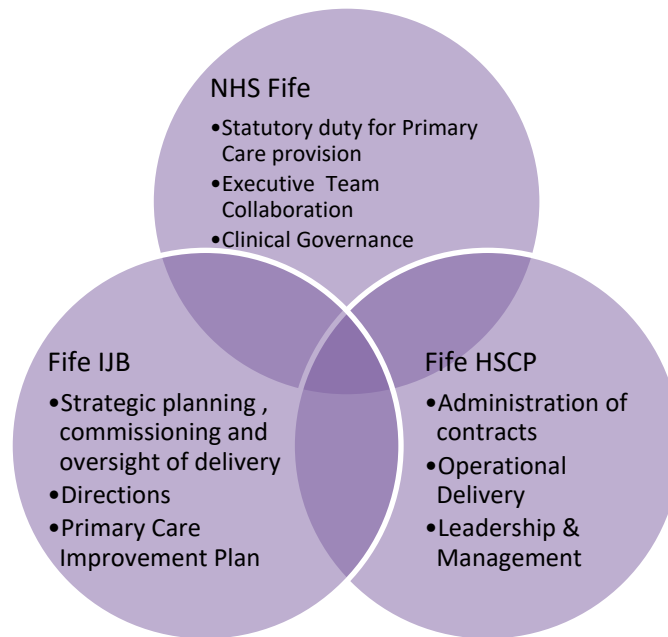 NHS Fife
•Statutory duty for Primary
Care provision
•Executive Team
Collaboration
•Clinical Governance
Fife IJB
•Strategic planning ,
commissioning and
oversight of delivery
•Directions
•Primary Care
Improvement Plan
Fife HSCP
•Administration of
contracts
•Operational
Delivery
•Leadership &
Management